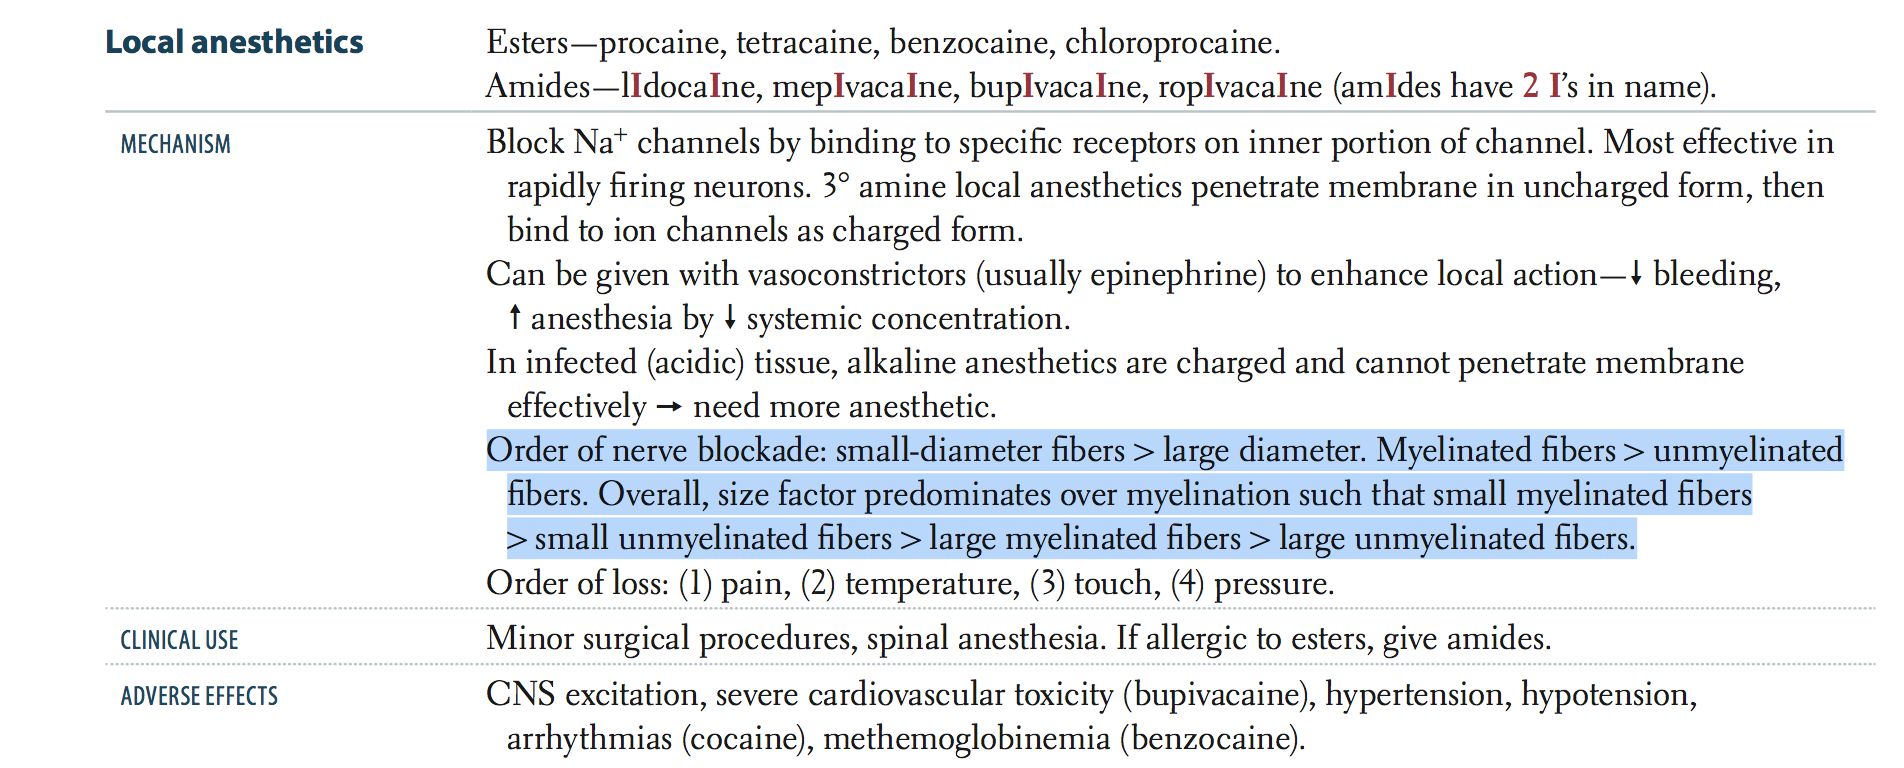 Local anesthetics
Esters—procaine, tetracaine, benzocaine, chloroprocaine.
Amides—lIdocaIne, mepIvacaIne, bupIvacaIne, ropIvacaIne (amIdes have 2 I's in name).
MECHANISM
Block Na⁺ channels by binding to specific receptors on inner portion of channel. Most effective in
rapidly firing neurons. 3° amine local anesthetics penetrate membrane in uncharged form, then
bind to ion channels as charged form.
Can be given with vasoconstrictors (usually epinephrine) to enhance local action—↓ bleeding,
↑ anesthesia by ↓ systemic concentration.
In infected (acidic) tissue, alkaline anesthetics are charged and cannot penetrate membrane
effectively → need more anesthetic.
Order of nerve blockade: small-diameter fibers > large diameter. Myelinated fibers > unmyelinated
fibers. Overall, size factor predominates over myelination such that small myelinated fibers
> small unmyelinated fibers > large myelinated fibers > large unmyelinated fibers.
Order of loss: (1) pain, (2) temperature, (3) touch, (4) pressure.
CLINICAL USE
Minor surgical procedures, spinal anesthesia. If allergic to esters, give amides.
ADVERSE EFFECTS
CNS excitation, severe cardiovascular toxicity (bupivacaine), hypertension, hypotension,
arrhythmias (cocaine), methemoglobinemia (benzocaine).